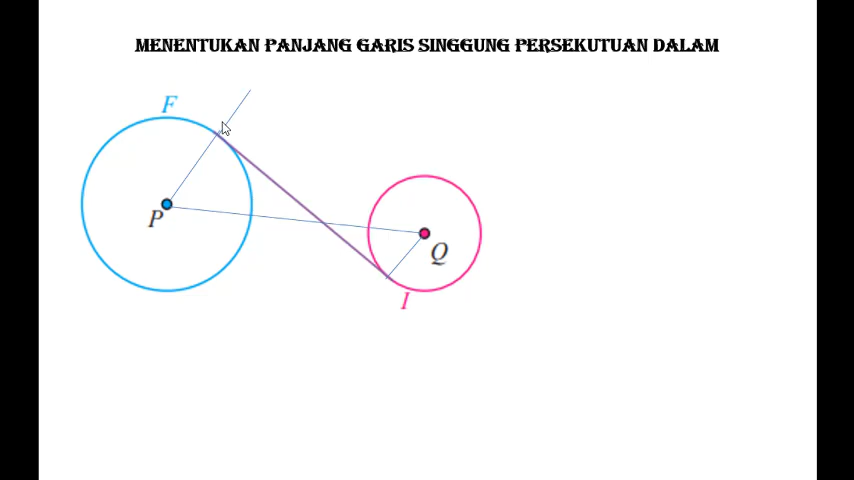 MENENTUKAN PANJANG GARIS SINGGUNG PERSEKUTUAN DALAM
F
P
Q
I